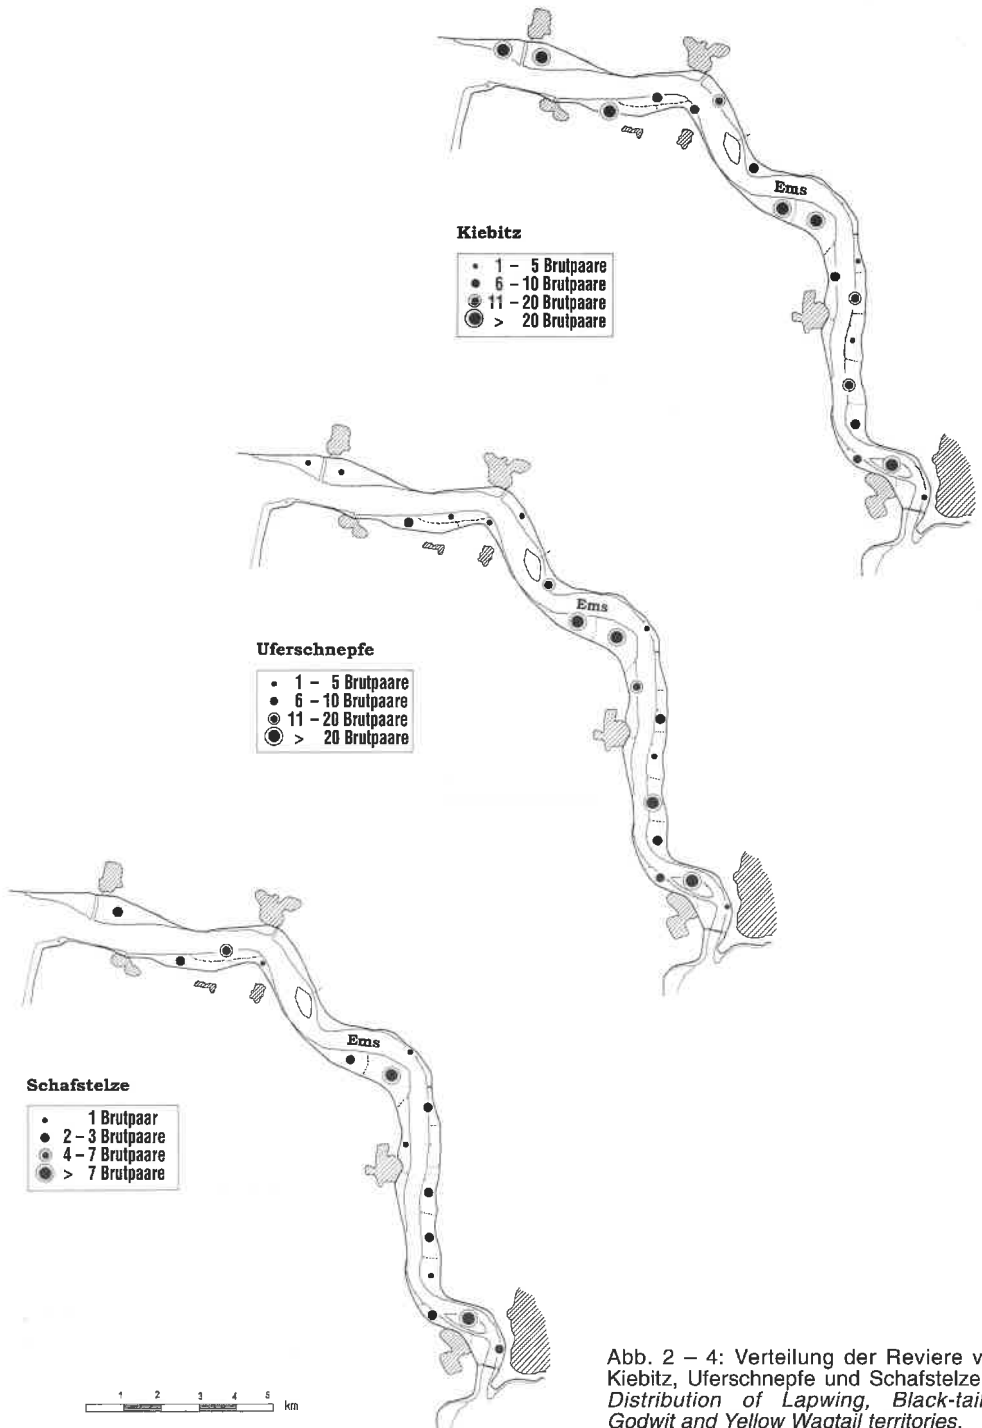 Ems
Kiebitz
1 – 5 Brutpaare
6 – 10 Brutpaare
11 – 20 Brutpaare
> 20 Brutpaare
Ems
Uferschnepfe
1 – 5 Brutpaare
6 – 10 Brutpaare
11 – 20 Brutpaare
> 20 Brutpaare
Ems
Schafstelze
1 Brutpaar
2 – 3 Brutpaare
4 – 7 Brutpaare
> 7 Brutpaare
1 2 3 4 5 km
Abb. 2 – 4: Verteilung der Reviere v
Kiebitz, Uferschnepfe und Schafstelze
Distribution of Lapwing, Black-tail
Godwit and Yellow Wagtail territories.